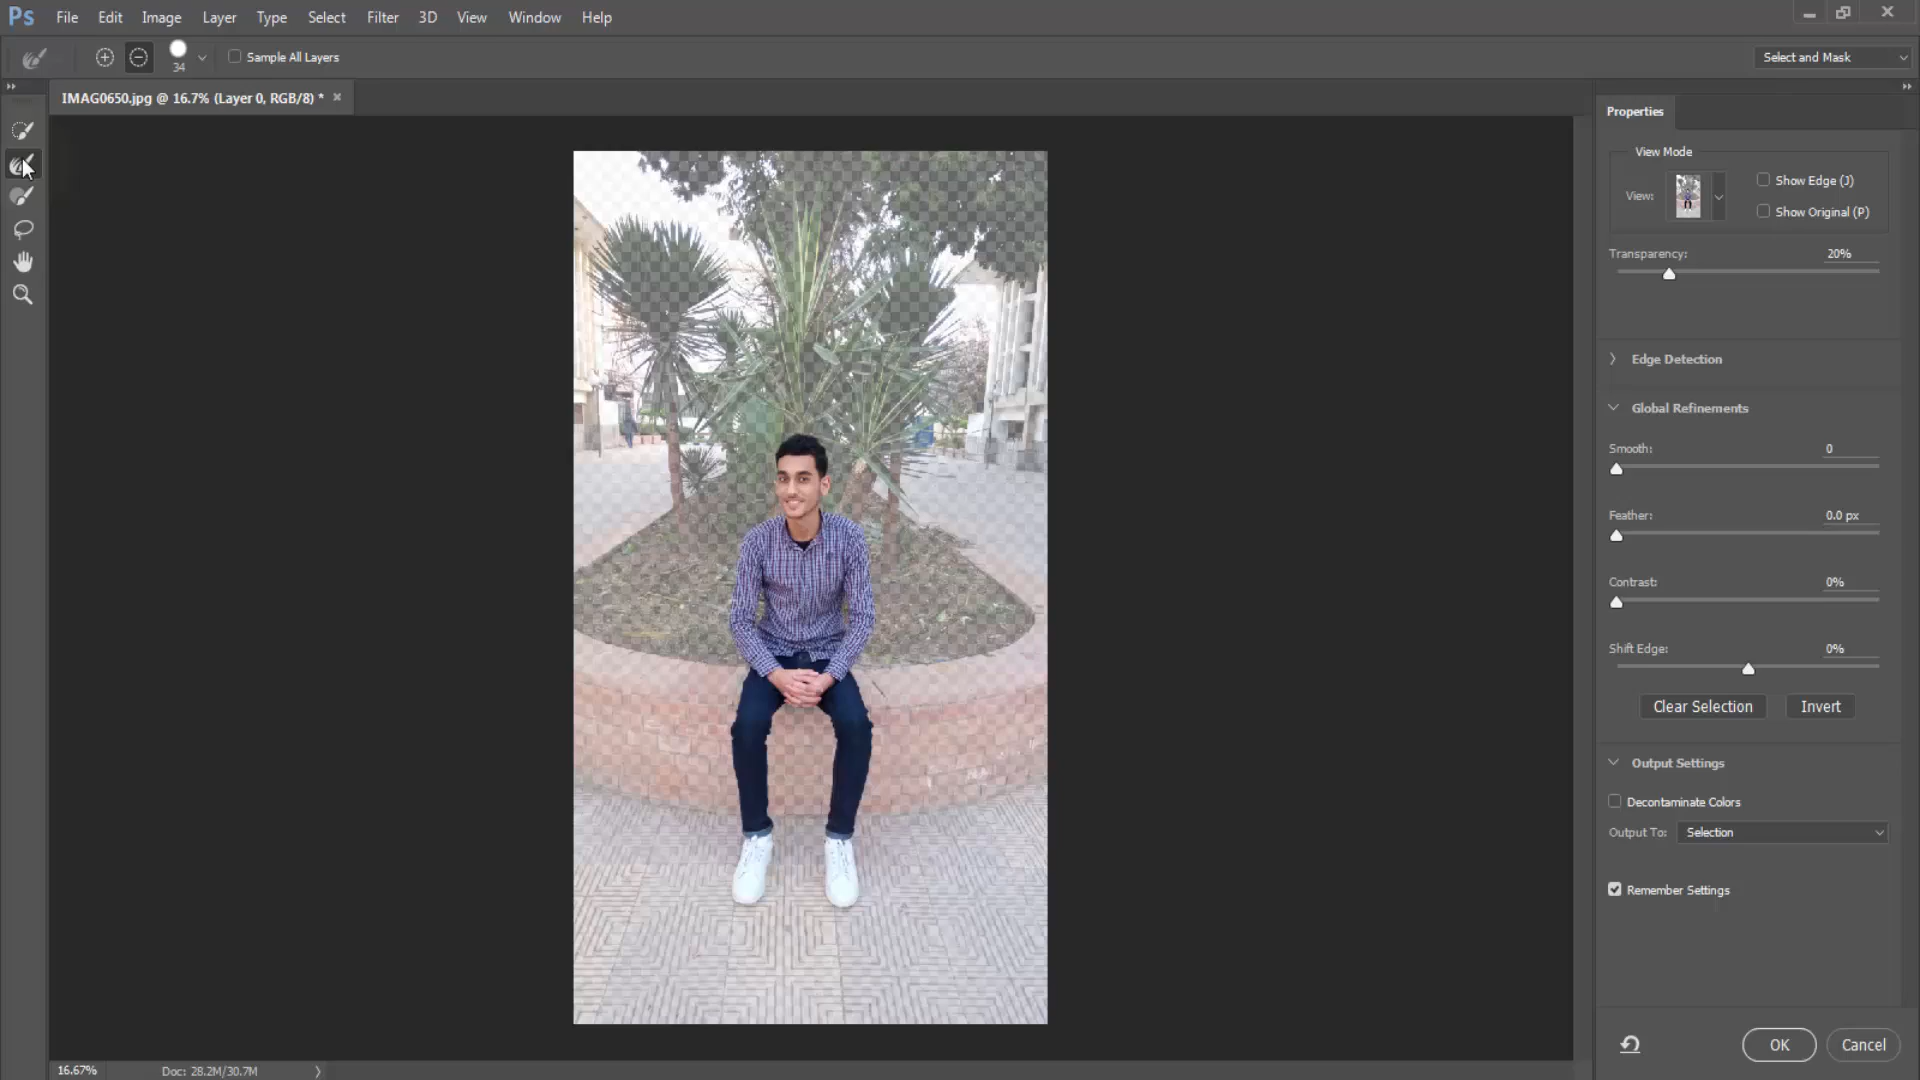 Ps File Edit Image Layer Type Select Filter 3D View Window Help
34 Sample All Layers Select and Mask
IMAG0650.jpg @ 16.7% (Layer 0, RGB/8) *
Properties
View Mode
View:
Show Edge (J)
Show Original (P)
Transparency: 20%
Edge Detection
Global Refinements
Smooth: 0
Feather: 0.0 px
Contrast: 0%
Shift Edge: 0%
Clear Selection Invert
Output Settings
Decontaminate Colors
Output To: Selection
Remember Settings
OK Cancel
16.67% Doc: 28.2M/30.7M